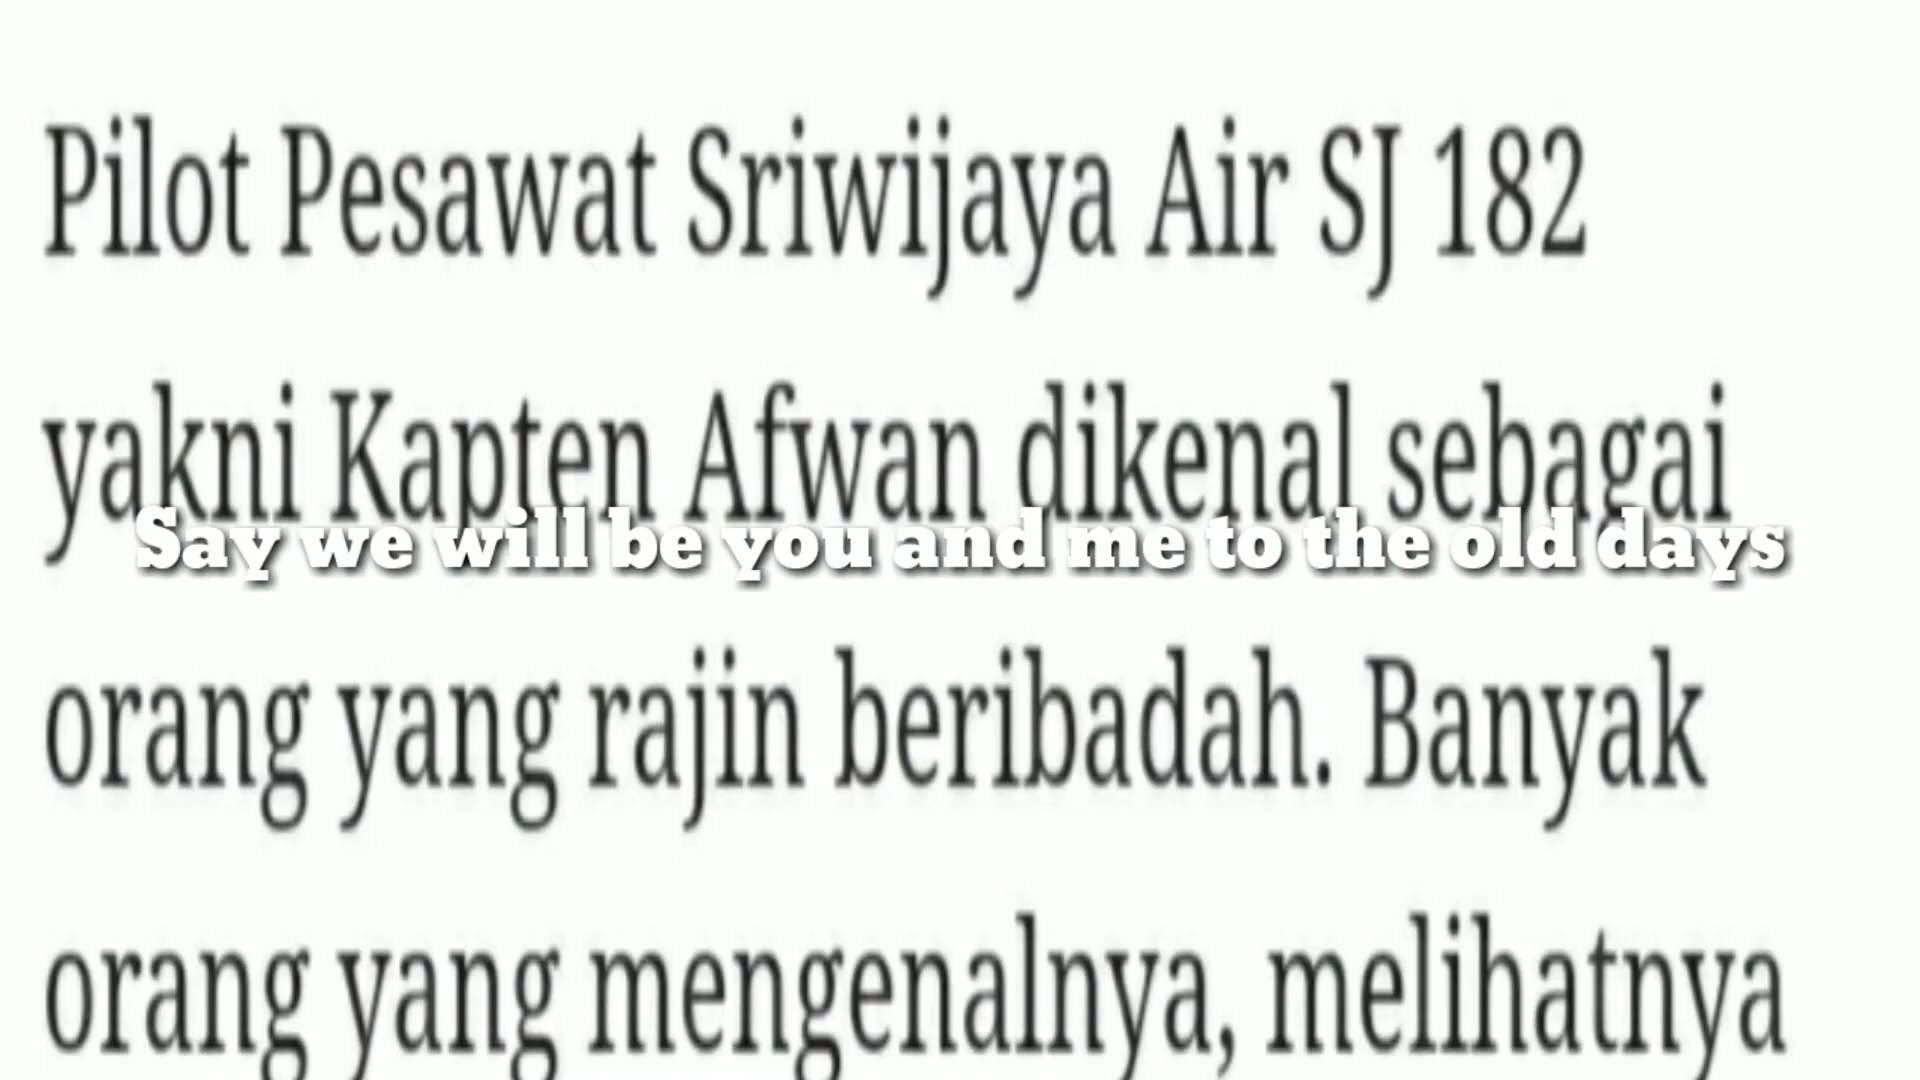 Pilot Pesawat Sriwijaya Air SJ 182
yakni Kapten Afwan dikenal sebagai
Say we will be you and me to the old days
orang yang rajin beribadah. Banyak
orang yang mengenalnya, melihatnya